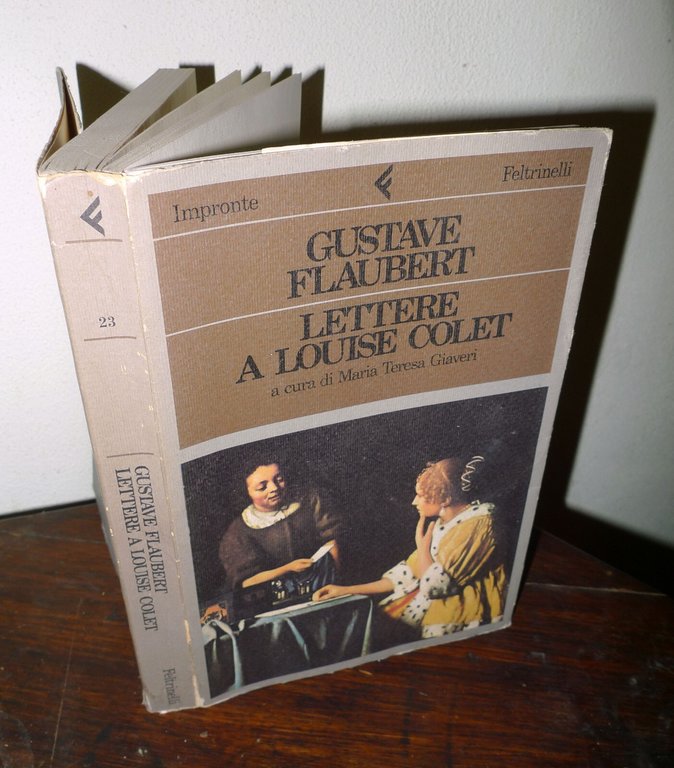 Impronte
Feltrinelli
GUSTAVE
FLAUBERT
LETTERE
A LOUISE COLET
a cura di Maria Teresa Giaveri
23
GUSTAVE FLAUBERT
LETTERE A LOUISE COLET
Feltrinelli